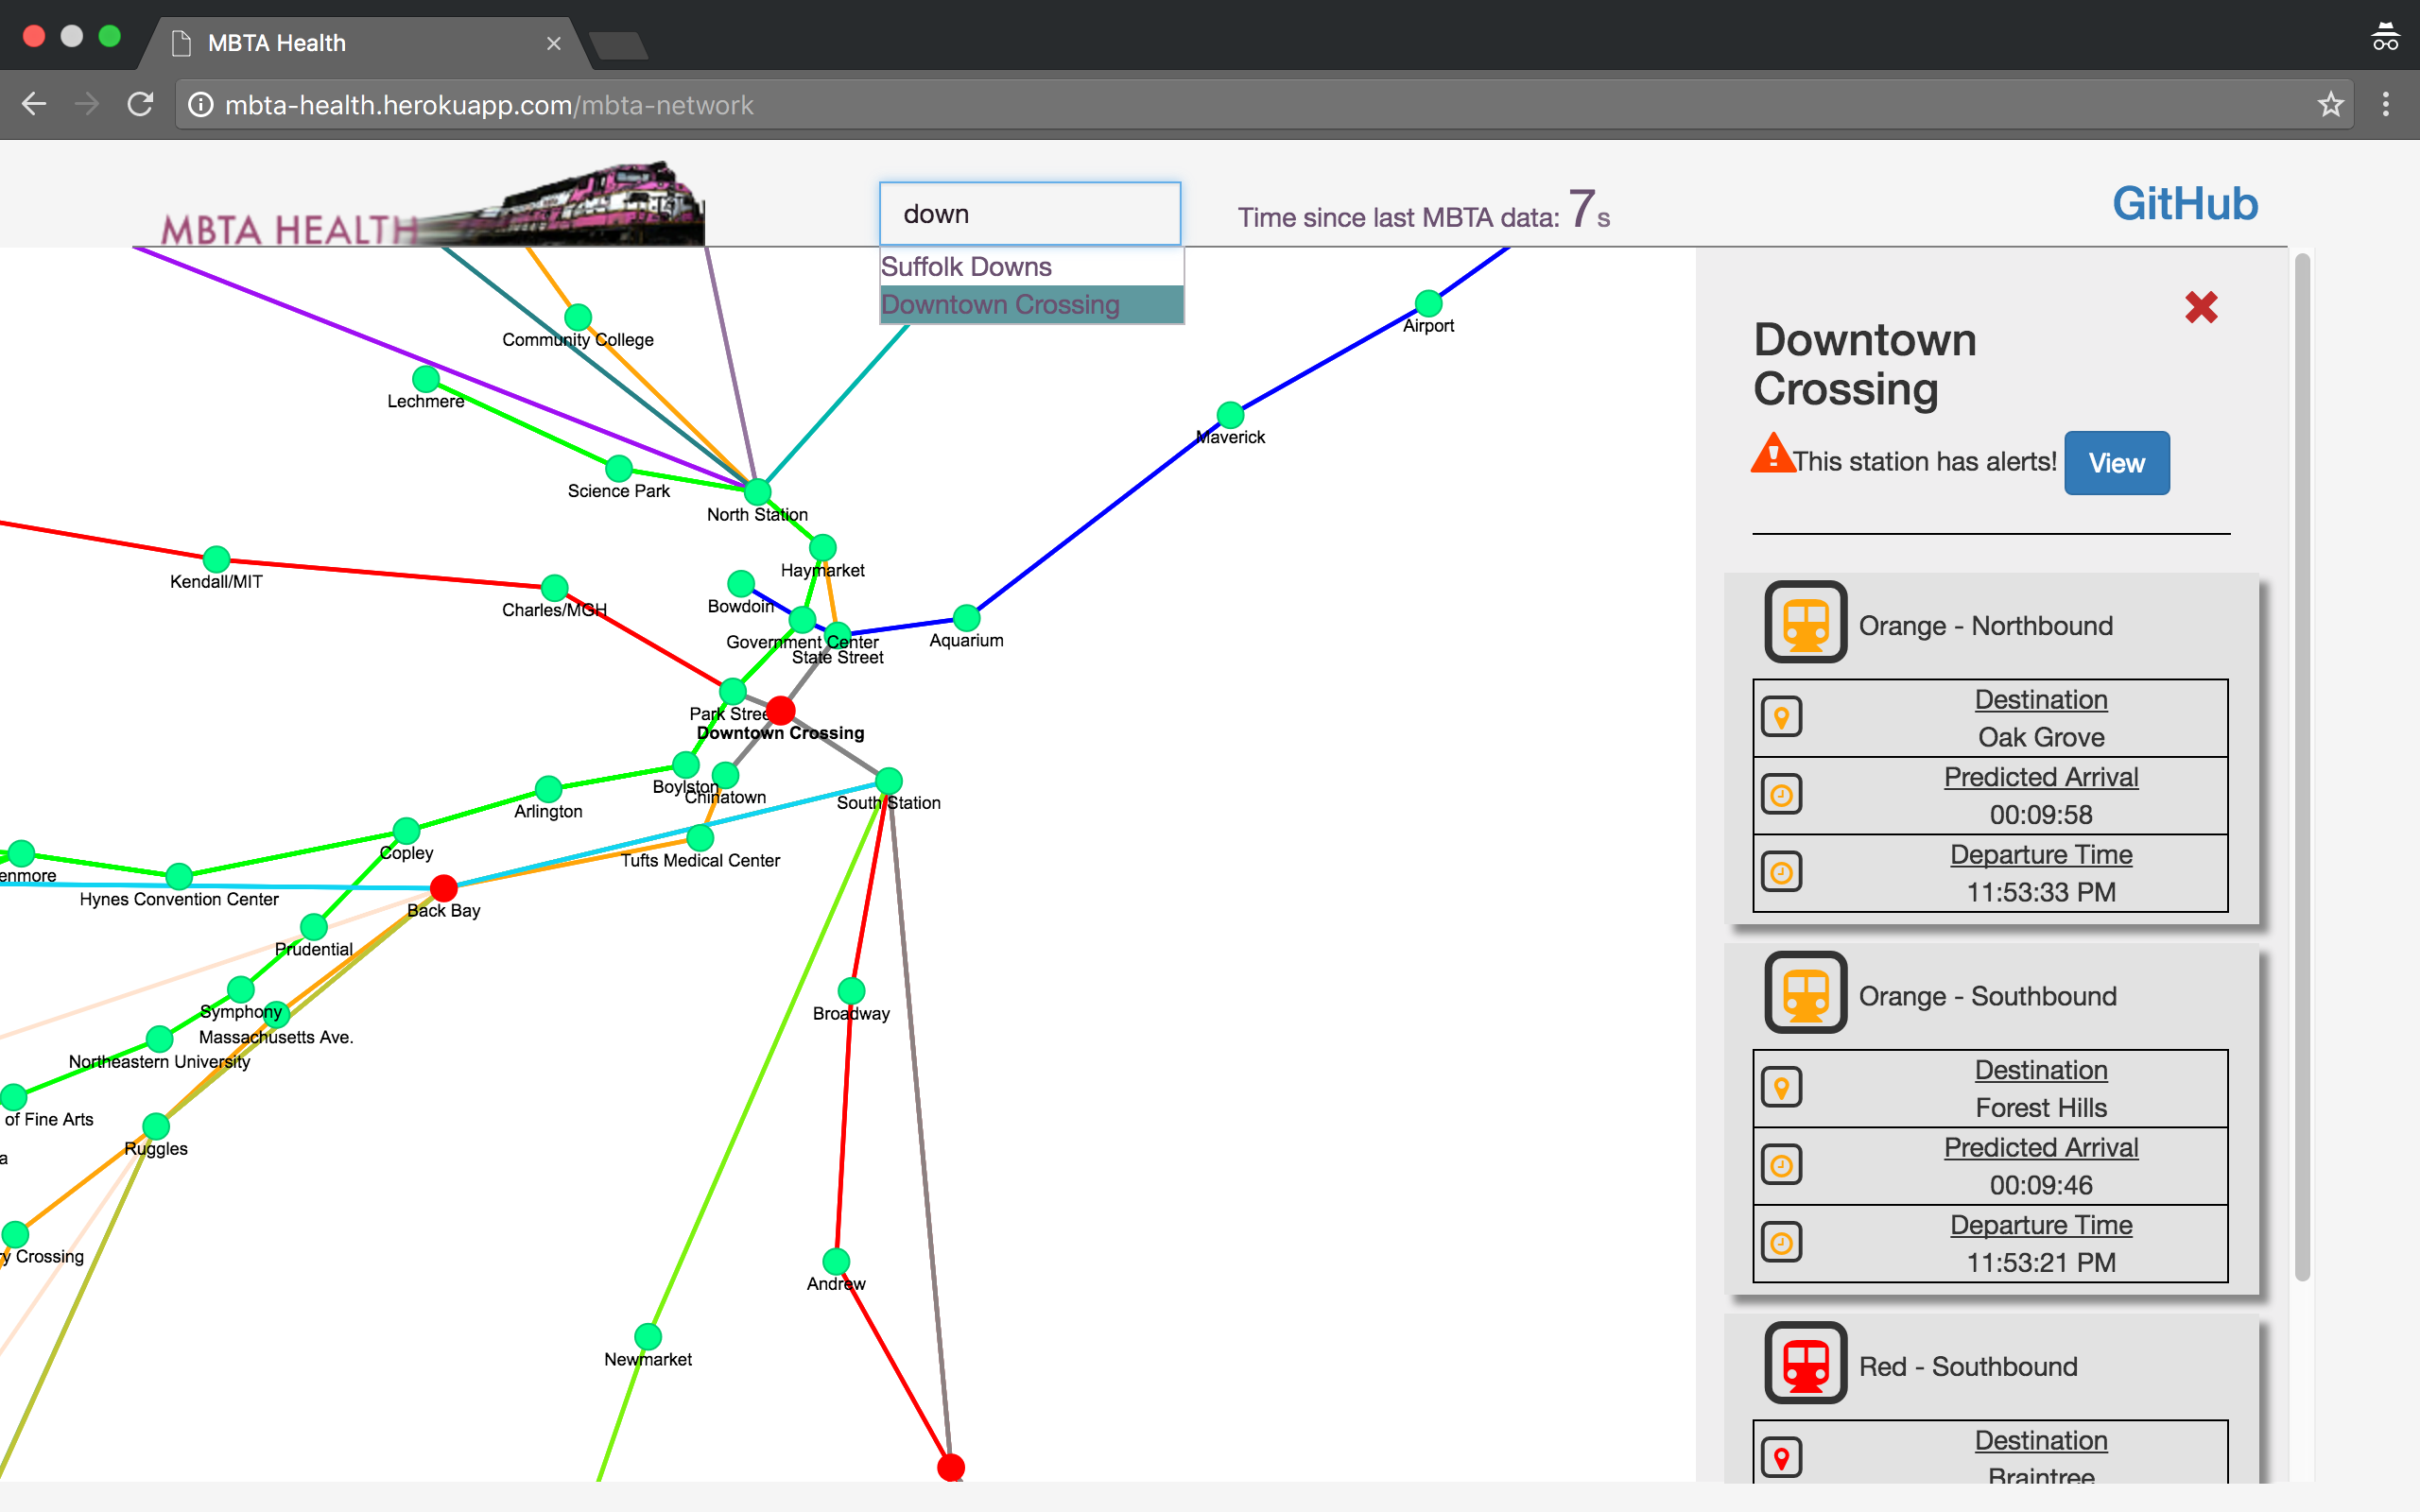 MBTA Health
mbta-health.herokuapp.com/mbta-network
MBTA HEALTH
down
Time since last MBTA data: 7s
GitHub
Suffolk Downs
Downtown Crossing
Community College
Lechmere
Science Park
North Station
Airport
Maverick
Kendall/MIT
Charles/MGH
Haymarket
Bowdoin
Government Center
State Street
Aquarium
Park Stree
Downtown Crossing
Boylston
Chinatown
South Station
Arlington
Tufts Medical Center
Copley
enmore
Hynes Convention Center
Back Bay
Prudential
Symphony
Massachusetts Ave.
Northeastern University
of Fine Arts
Ruggles
a
ry Crossing
Broadway
Andrew
Newmarket
Downtown
Crossing
This station has alerts! View
Orange - Northbound
Destination
Oak Grove
Predicted Arrival
00:09:58
Departure Time
11:53:33 PM
Orange - Southbound
Destination
Forest Hills
Predicted Arrival
00:09:46
Departure Time
11:53:21 PM
Red - Southbound
Destination
Braintree